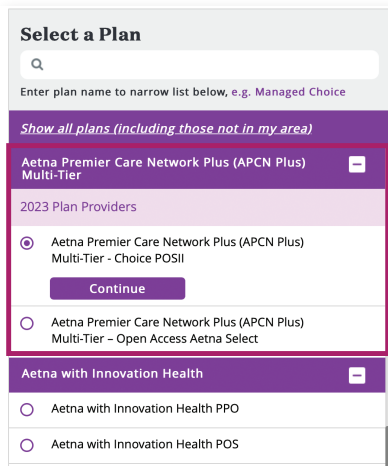 Select a Plan
Enter plan name to narrow list below, e.g. Managed Choice
Show all plans (including those not in my area)
Aetna Premier Care Network Plus (APCN Plus)
Multi-Tier
2023 Plan Providers
Aetna Premier Care Network Plus (APCN Plus)
Multi-Tier - Choice POSII
Continue
Aetna Premier Care Network Plus (APCN Plus)
Multi-Tier – Open Access Aetna Select
Aetna with Innovation Health
Aetna with Innovation Health PPO
Aetna with Innovation Health POS